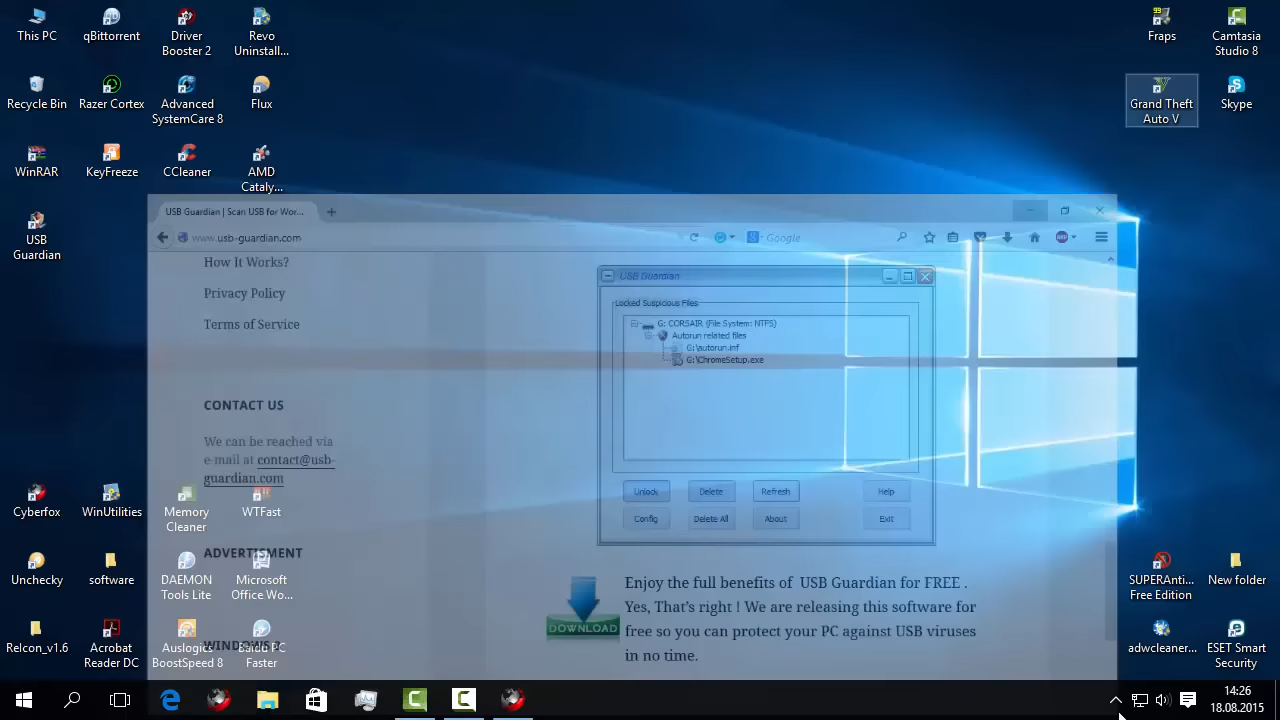 This PC
qBittorrent
Driver
Booster 2
Revo
Uninstall...
Fraps
Camtasia
Studio 8
Recycle Bin
Razer Cortex
Advanced
SystemCare 8
Flux
Grand Theft
Auto V
Skype
WinRAR
KeyFreeze
CCleaner
AMD
Cataly...
USB
Guardian
USB Guardian | Scan USB for Wor...
www.usb-guardian.com
Google
ABP
How It Works?
Privacy Policy
Terms of Service
CONTACT US
We can be reached via
e-mail at contact@usb-
guardian.com
ADVERTISMENT
WINDOWS
USB Guardian
Locked Suspicious Files:
G: CORSAIR (File System: NTFS)
Autorun related files
G:\autorun.inf
G:\ChromeSetup.exe
Unlock
Delete
Refresh
Help
Config
Delete All
About
Exit
DOWNLOAD
Enjoy the full benefits of USB Guardian for FREE .
Yes, That's right ! We are releasing this software for
free so you can protect your PC against USB viruses
in no time.
Cyberfox
WinUtilities
Memory
Cleaner
WTFast
Unchecky
software
DAEMON
Tools Lite
Microsoft
Office Wo...
SUPERAnti...
Free Edition
New folder
Relcon_v1.6
Acrobat
Reader DC
Auslogics
BoostSpeed 8
Baidu PC
Faster
adwcleaner...
ESET Smart
Security
14:26
18.08.2015